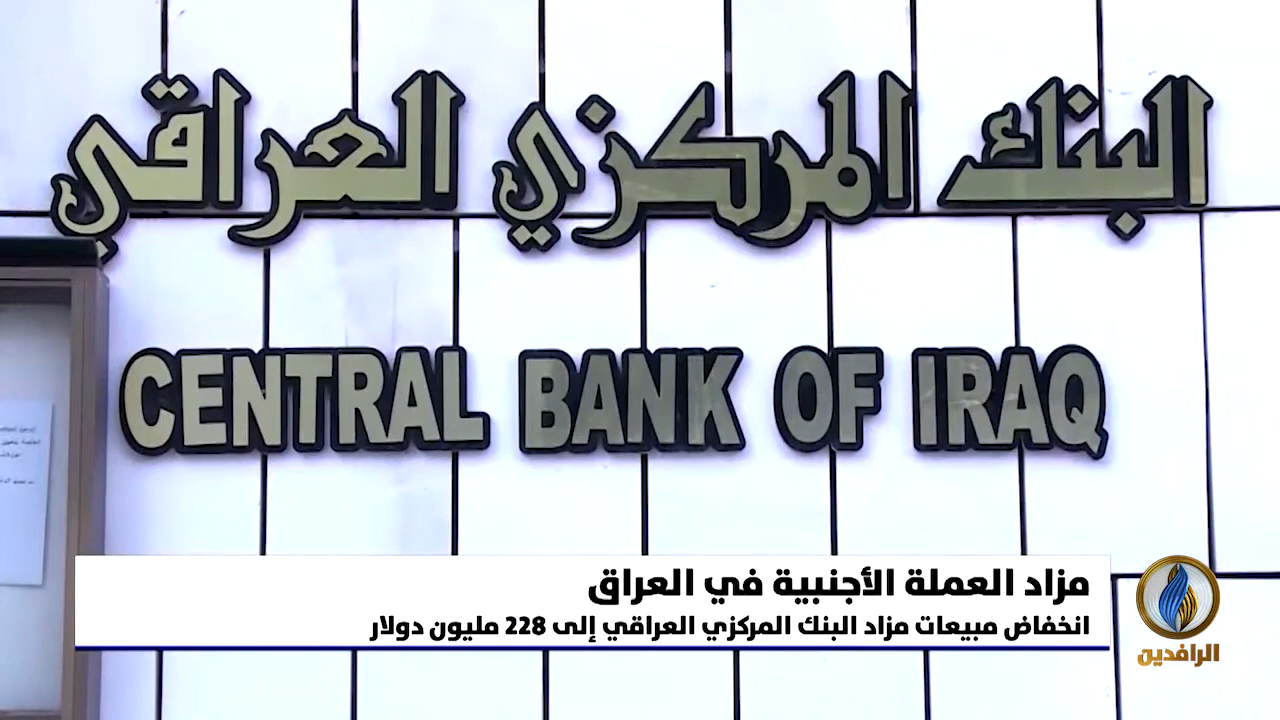 البنك المركزي العراقي
CENTRAL BANK OF IRAQ
مزاد العملة الأجنبية في العراق
انخفاض مبيعات مزاد البنك المركزي العراقي إلى 228 مليون دولار
الرافدين